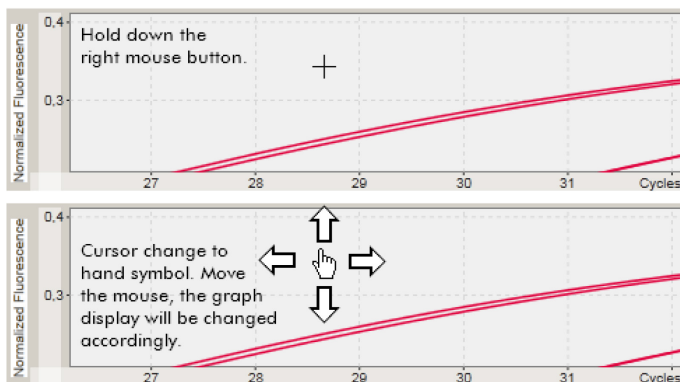 Normalized Fluorescence
0.4
Hold down the
right mouse button.
0.3
27
28
29
30
31
Cycles
Normalized Fluorescence
0.4
Cursor change to
hand symbol. Move
the mouse, the graph
display will be changed
accordingly.
0.3
27
28
29
30
31
Cycles